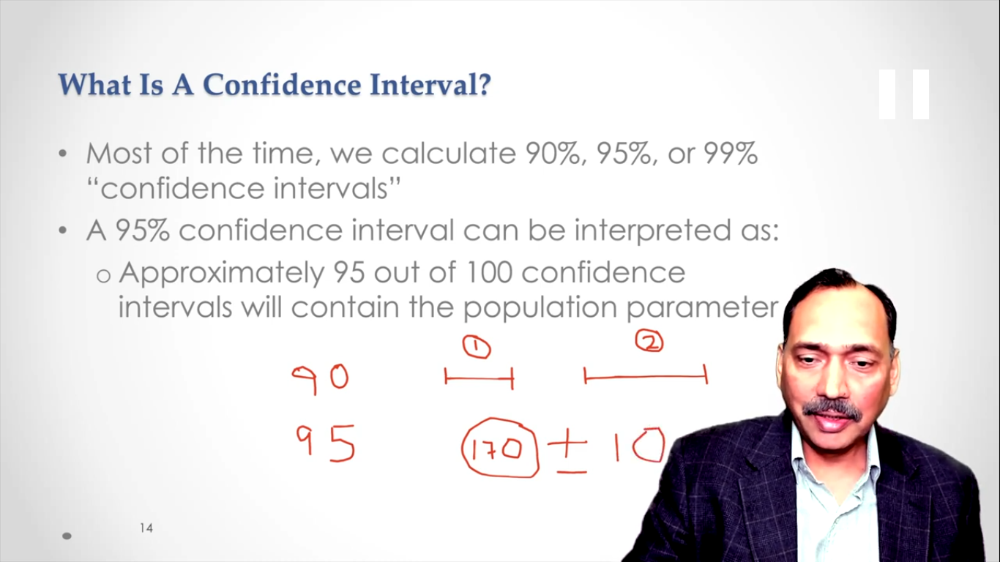 What Is A Confidence Interval?
• Most of the time, we calculate 90%, 95%, or 99%
“confidence intervals”
• A 95% confidence interval can be interpreted as:
o Approximately 95 out of 100 confidence
intervals will contain the population parameter
① ②
90
95 170 ± 10
14